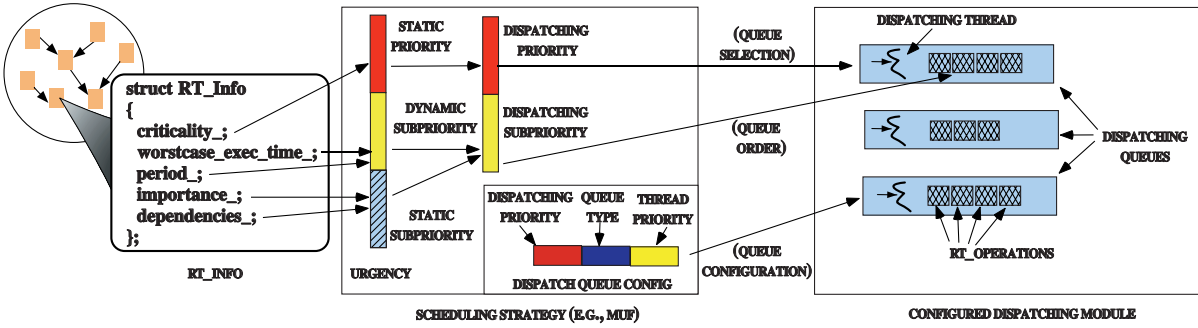 struct RT_Info
{
criticality_;
worstcase_exec_time_;
period_;
importance_;
dependencies_;
};
RT_INFO
STATIC
PRIORITY
DYNAMIC
SUBPRIORITY
STATIC
SUBPRIORITY
URGENCY
DISPATCHING
PRIORITY
DISPATCHING
SUBPRIORITY
DISPATCHING
PRIORITY
QUEUE
TYPE
THREAD
PRIORITY
DISPATCH QUEUE CONFIG
SCHEDULING STRATEGY (E.G., MUF)
(QUEUE
SELECTION)
(QUEUE
ORDER)
(QUEUE
CONFIGURATION)
DISPATCHING THREAD
DISPATCHING
QUEUES
RT_OPERATIONS
CONFIGURED DISPATCHING MODULE